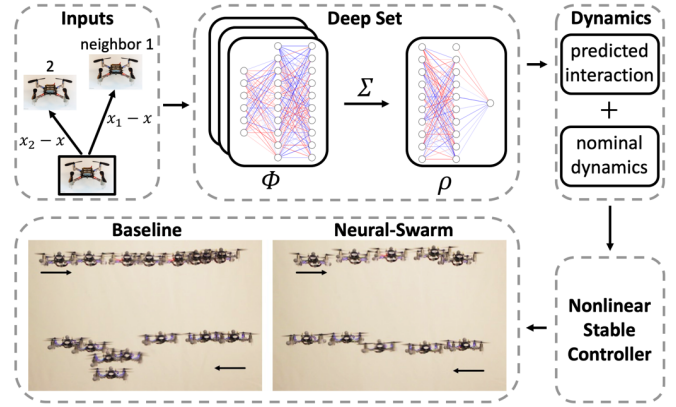 Inputs
neighbor 1
2
x₂ − x
x₁ − x
Deep Set
Φ
Σ
ρ
Dynamics
predicted
interaction
+
nominal
dynamics
Baseline
Neural-Swarm
Nonlinear
Stable
Controller